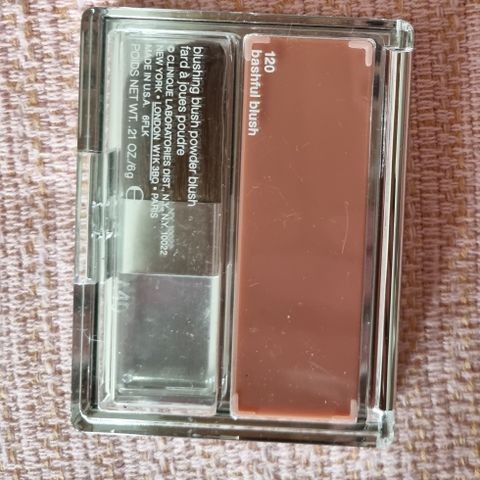 blushing blush powder blush
fard à joues poudre
© CLINIQUE LABORATORIES DIST.
NEW YORK, N.Y. 10022
LONDON W1K 3BQ • PARIS
MADE IN U.S.A. 6FLK
POIDS NET WT. .21 OZ./6g ℮
120
bashful blush